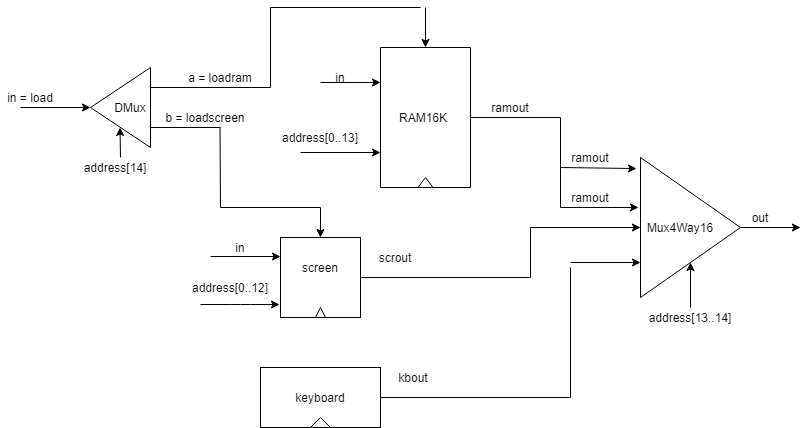 in = load
DMux
a = loadram
b = loadscreen
address[14]
in
address[0..13]
RAM16K
ramout
ramout
ramout
Mux4Way16
out
address[13..14]
in
address[0..12]
screen
scrout
keyboard
kbout